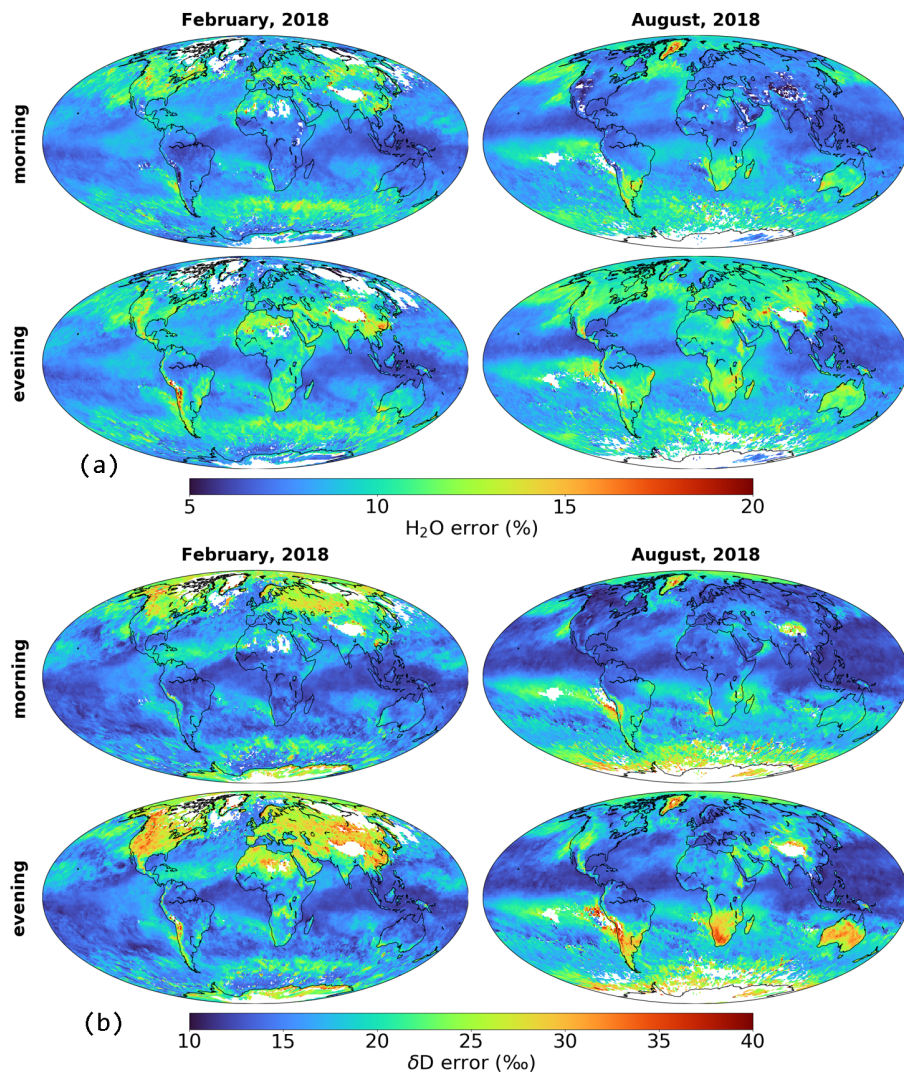 February, 2018
August, 2018
morning
evening
(a)
5 10 15 20
H₂O error (%)
February, 2018
August, 2018
morning
evening
(b)
10 15 20 25 30 35 40
δD error (‰)